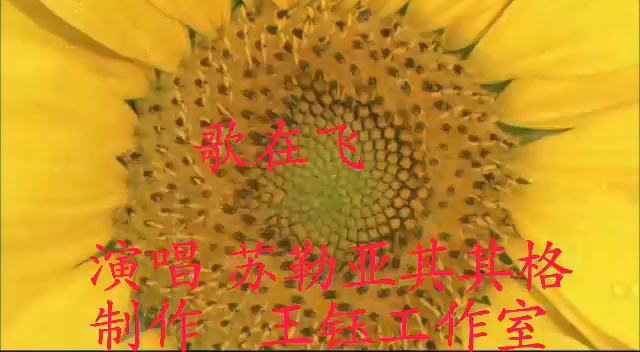 歌在飞
演唱 苏勒亚其其格
制作 王钰工作室